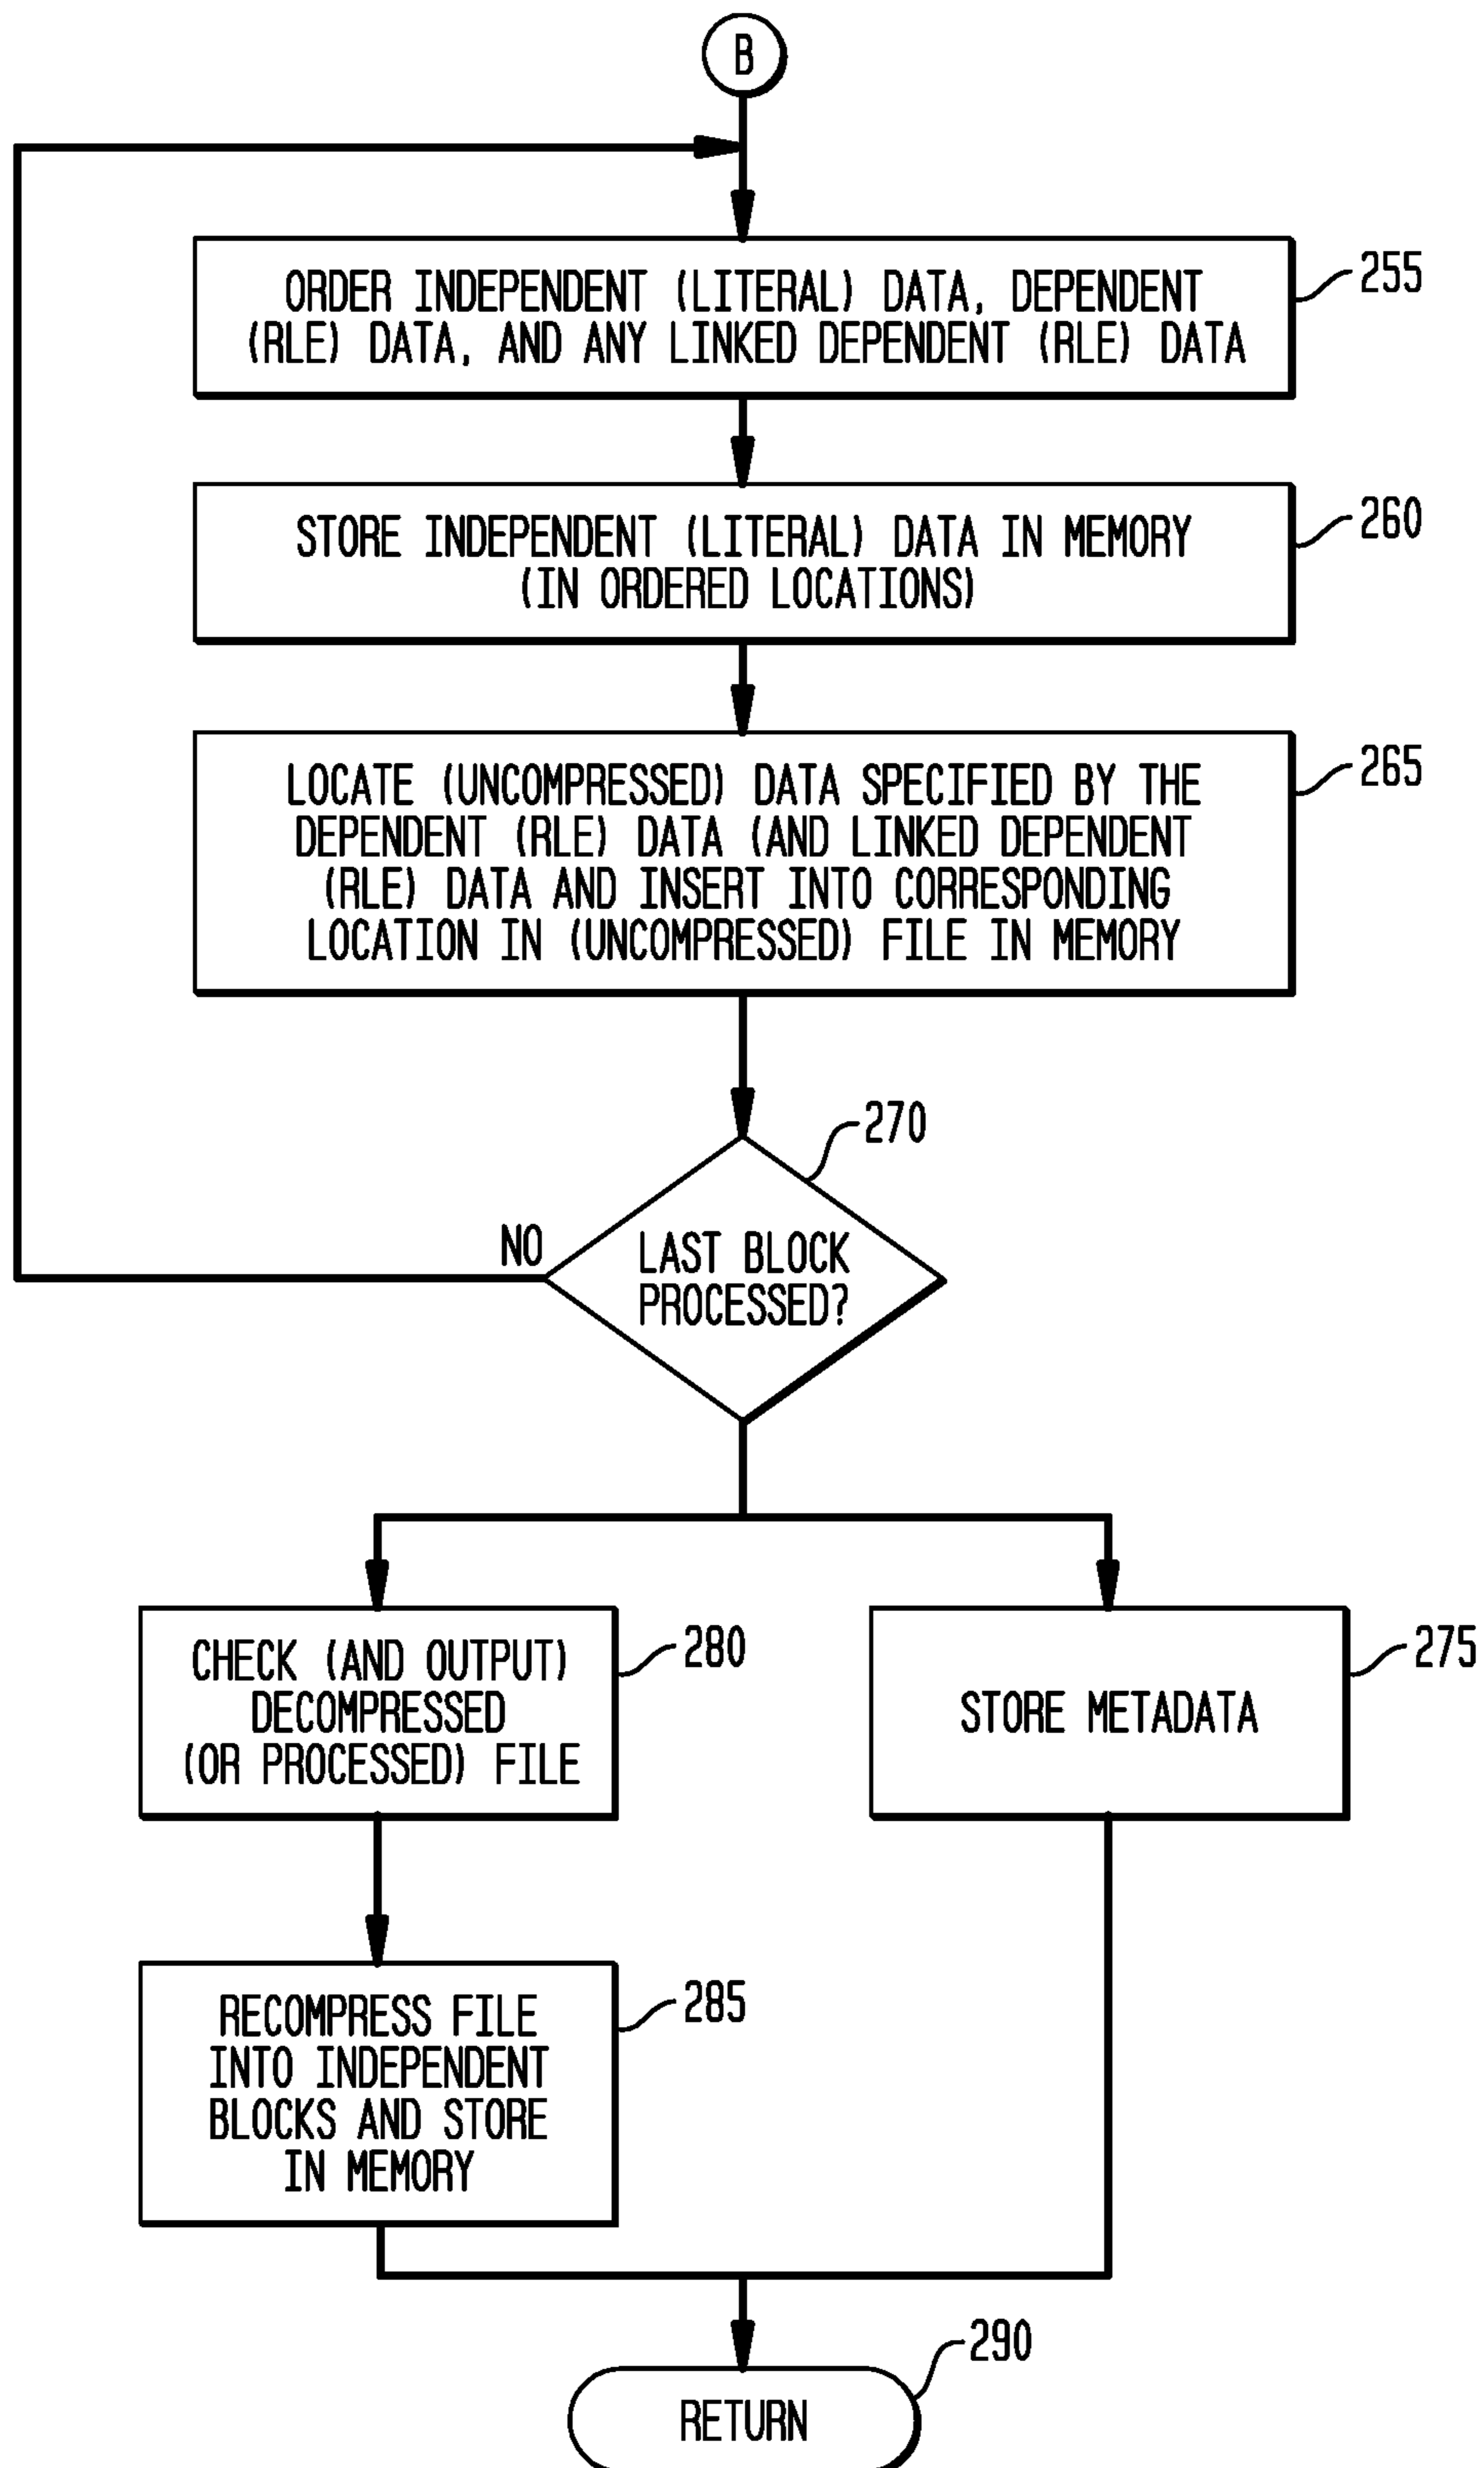 B
ORDER INDEPENDENT (LITERAL) DATA, DEPENDENT
(RLE) DATA, AND ANY LINKED DEPENDENT (RLE) DATA
255
STORE INDEPENDENT (LITERAL) DATA IN MEMORY
(IN ORDERED LOCATIONS)
260
LOCATE (UNCOMPRESSED) DATA SPECIFIED BY THE
DEPENDENT (RLE) DATA (AND LINKED DEPENDENT
(RLE) DATA AND INSERT INTO CORRESPONDING
LOCATION IN (UNCOMPRESSED) FILE IN MEMORY
265
270
NO
LAST BLOCK
PROCESSED?
CHECK (AND OUTPUT)
DECOMPRESSED
(OR PROCESSED) FILE
280
STORE METADATA
275
RECOMPRESS FILE
INTO INDEPENDENT
BLOCKS AND STORE
IN MEMORY
285
290
RETURN